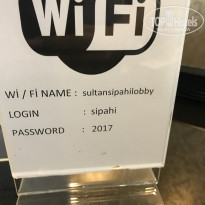 WiFi
Wİ / Fİ NAME : sultansipahilobby
LOGIN : sipahi
PASSWORD : 2017